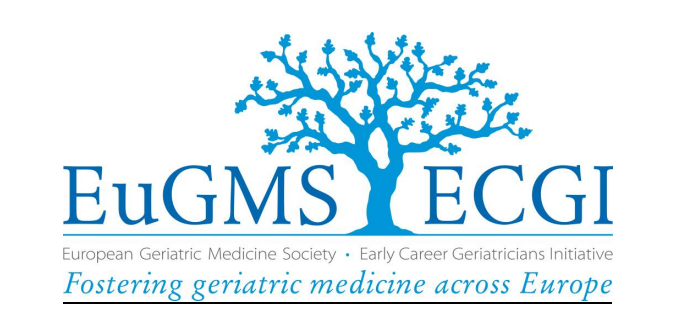 EuGMS ECGI
European Geriatric Medicine Society • Early Career Geriatricians Initiative
Fostering geriatric medicine across Europe